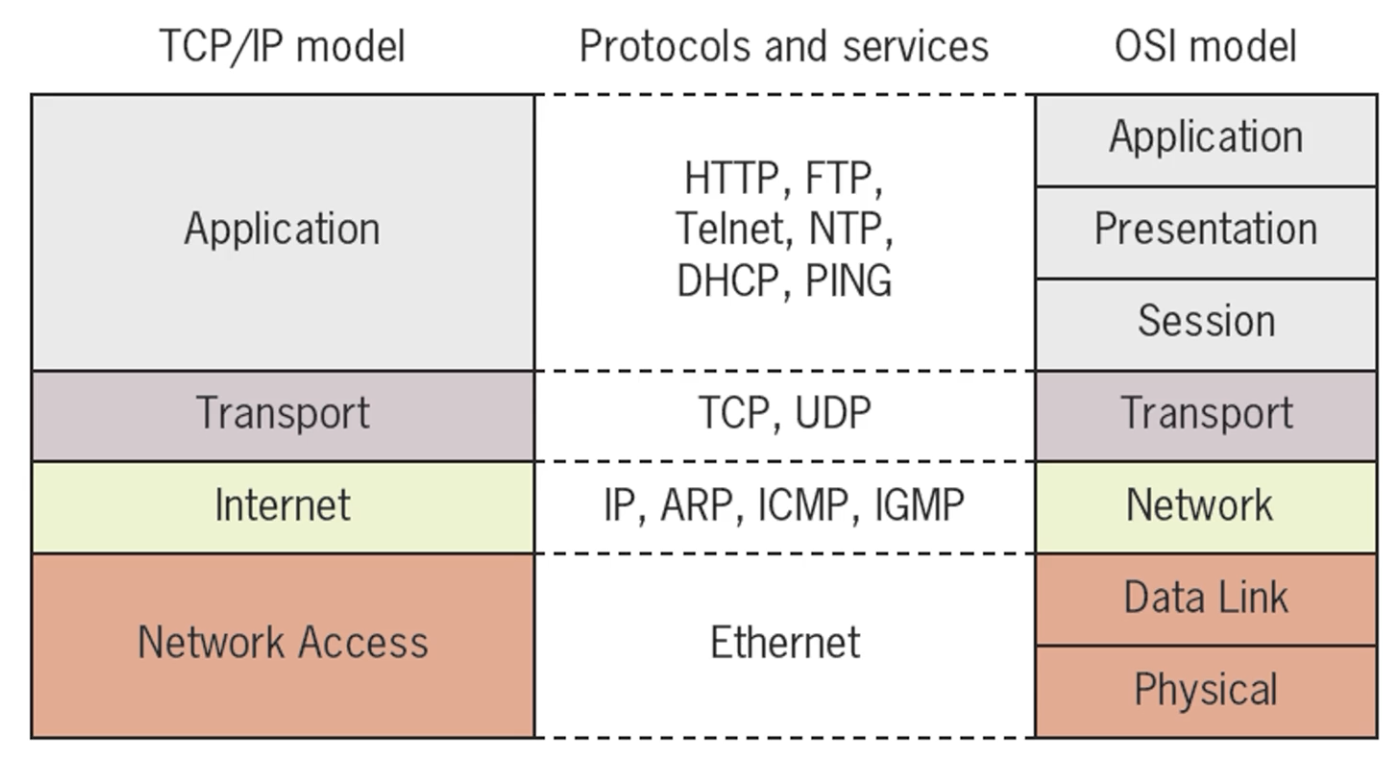 TCP/IP model
Protocols and services
OSI model
Application
HTTP, FTP,
Telnet, NTP,
DHCP, PING
Application
Presentation
Session
Transport
TCP, UDP
Transport
Internet
IP, ARP, ICMP, IGMP
Network
Network Access
Ethernet
Data Link
Physical